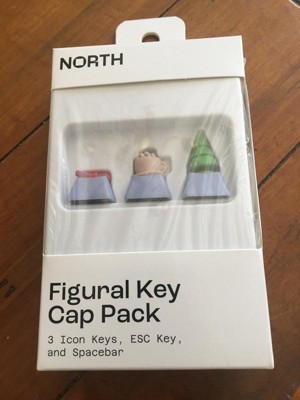 NORTH
Figural Key
Cap Pack
3 Icon Keys, ESC Key,
and Spacebar